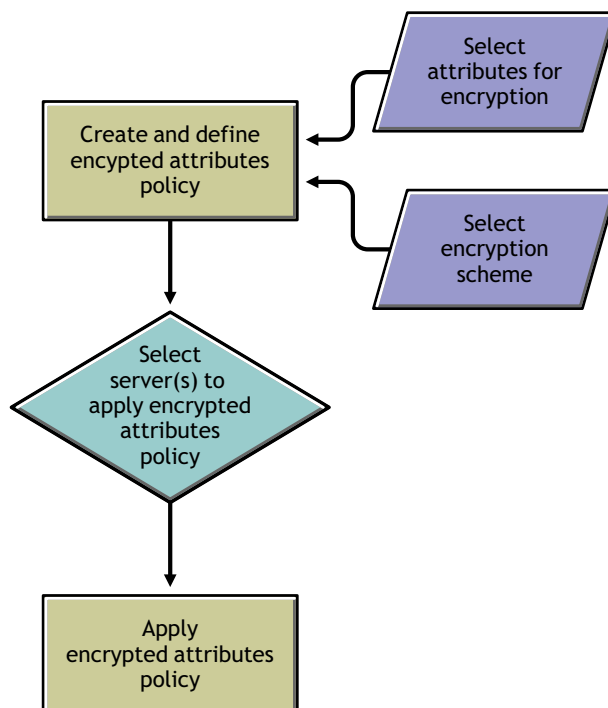 Select
attributes for
encryption
Create and define
encypted attributes
policy
Select
encryption
scheme
Select
server(s) to
apply encrypted
attributes
policy
Apply
encrypted attributes
policy